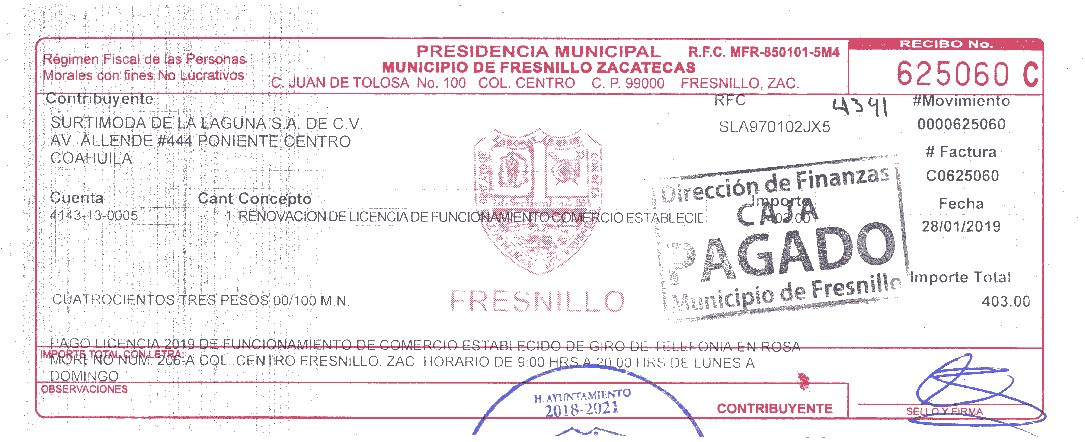 Régimen Fiscal de las Personas
Morales con fines No Lucrativos
PRESIDENCIA MUNICIPAL R.F.C. MFR-850101-5M4
MUNICIPIO DE FRESNILLO ZACATECAS
C. JUAN DE TOLOSA No. 100 COL. CENTRO C. P. 99000 FRESNILLO, ZAC.
RECIBO No.
625060 C
Contribuyente
SURTIMODA DE LA LAGUNA S.A. DE C.V.
AV. ALLENDE #444 PONIENTE CENTRO
COAHUILA
RFC
SLA970102JX5
4391
#Movimiento
0000625060
# Factura
C0625060
Fecha
28/01/2019
Cuenta Cant Concepto Importe
4143-13-0005 1 RENOVACION DE LICENCIA DE FUNCIONAMIENTO COMERCIO ESTABLECIE
Dirección de Finanzas
CAJA
PAGADO
Municipio de Fresnillo
FRESNILLO
Importe Total
403.00
CUATROCIENTOS TRES PESOS 00/100 M.N.
PAGO LICENCIA 2019 DE FUNCIONAMIENTO DE COMERCIO ESTABLECIDO DE GIRO DE TELEFONIA EN ROSA
IMPORTE TOTAL CON LETRA:
MORENO NUM. 206-A COL. CENTRO FRESNILLO, ZAC. HORARIO DE 9:00 HRS A 20:00 HRS DE LUNES A
DOMINGO
OBSERVACIONES
H. AYUNTAMIENTO
2018-2021
CONTRIBUYENTE
SELLO Y FIRMA